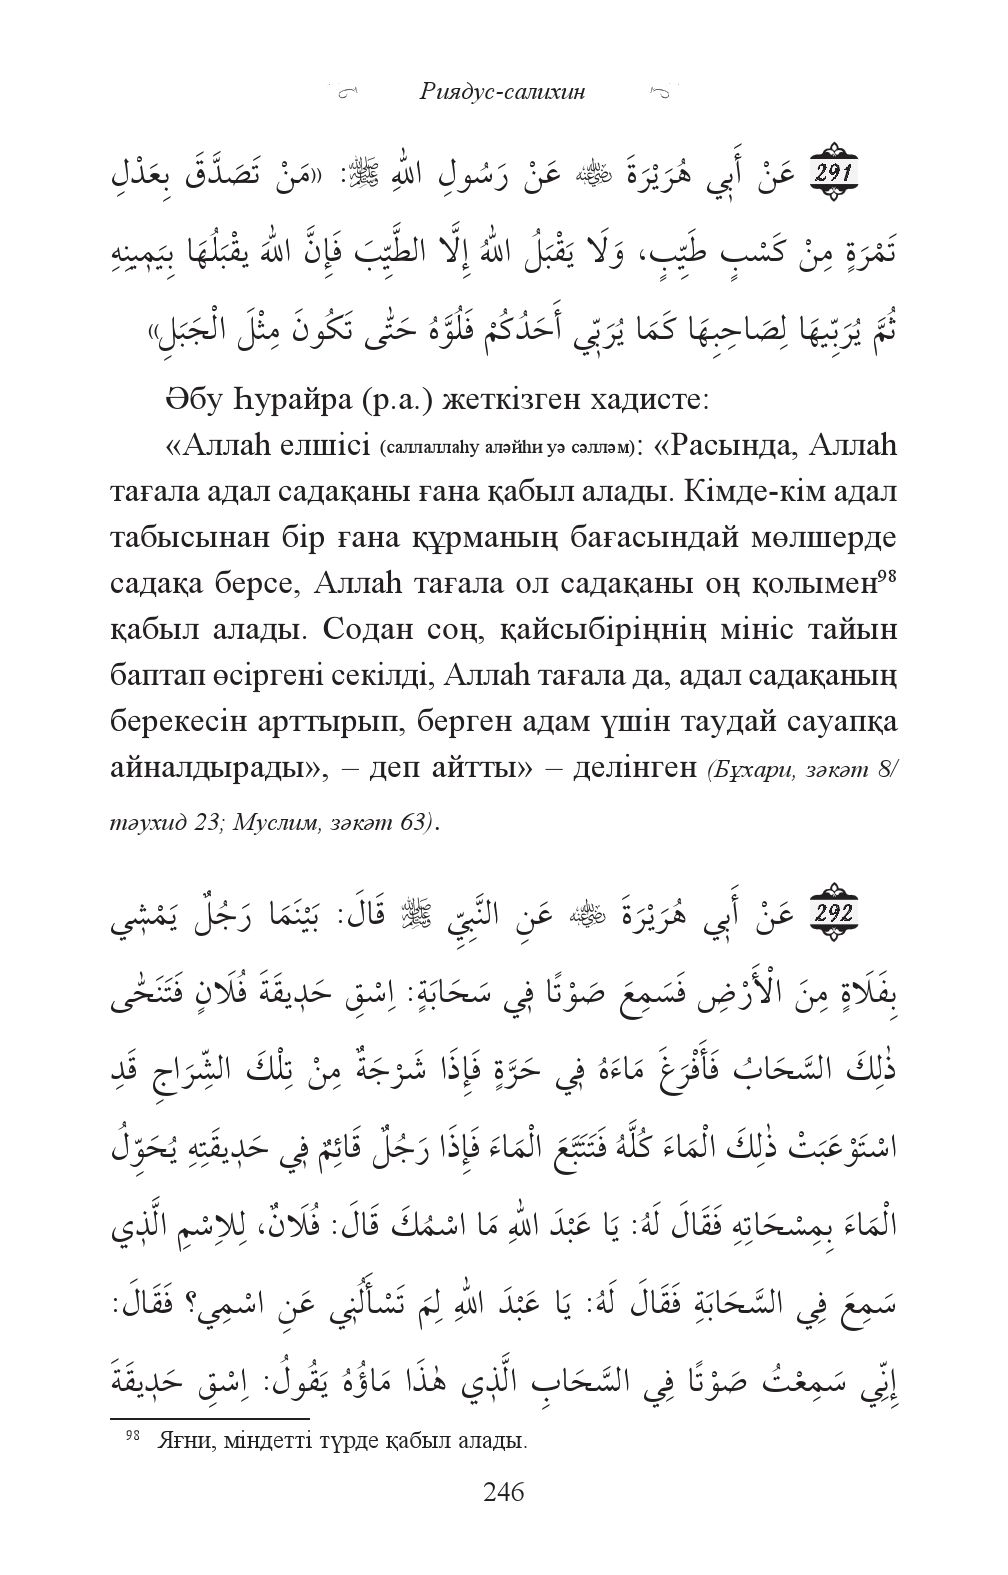 Риядус-салихин
291 عَنْ أَبِي هُرَيْرَةَ ﵁ عَنْ رَسُولِ اللهِ ﷺ: «مَنْ تَصَدَّقَ بِعَدْلِ
تَمْرَةٍ مِنْ كَسْبٍ طَيِّبٍ، وَلَا يَقْبَلُ اللهُ إِلَّا الطَّيِّبَ فَإِنَّ اللهَ يقْبَلُهَا بِيَمِينِهِ
ثُمَّ يُرَبِّيهَا لِصَاحِبِهَا كَمَا يُرَبِّي أَحَدُكُمْ فَلُوَّهُ حَتَّى تَكُونَ مِثْلَ الْجَبَلِ»
Әбу Һурайра (р.а.) жеткізген хадисте:
«Аллаһ елшісі (саллаллаһу аләйһи уә сәлләм): «Расында, Аллаһ
тағала адал садақаны ғана қабыл алады. Кімде-кім адал
табысынан бір ғана құрманың бағасындай мөлшерде
садақа берсе, Аллаһ тағала ол садақаны оң қолымен98
қабыл алады. Содан соң, қайсыбіріңнің мініс тайын
баптап өсіргені секілді, Аллаһ тағала да, адал садақаның
берекесін арттырып, берген адам үшін таудай сауапқа
айналдырады», – деп айтты» – делінген (Бұхари, зәкәт 8/
тәухид 23; Муслим, зәкәт 63).
292 عَنْ أَبِي هُرَيْرَةَ ﵁ عَنِ النَّبِيِّ ﷺ قَالَ: بَيْنَمَا رَجُلٌ يَمْشِي
بِفَلَاةٍ مِنَ الْأَرْضِ فَسَمِعَ صَوْتًا فِي سَحَابَةٍ: اِسْقِ حَدِيقَةَ فُلَانٍ فَتَنَحَّى
ذٰلِكَ السَّحَابُ فَأَفْرَغَ مَاءَهُ فِي حَرَّةٍ فَإِذَا شَرْجَةٌ مِنْ تِلْكَ الشِّرَاجِ قَدِ
اسْتَوْعَبَتْ ذٰلِكَ الْمَاءَ كُلَّهُ فَتَتَبَّعَ الْمَاءَ فَإِذَا رَجُلٌ قَائِمٌ فِي حَدِيقَتِهِ يُحَوِّلُ
الْمَاءَ بِمِسْحَاتِهِ فَقَالَ لَهُ: يَا عَبْدَ اللهِ مَا اسْمُكَ قَالَ: فُلَانٌ، لِلاِسْمِ الَّذِي
سَمِعَ فِي السَّحَابَةِ فَقَالَ لَهُ: يَا عَبْدَ اللهِ لِمَ تَسْأَلُنِي عَنِ اسْمِي؟ فَقَالَ:
إِنِّي سَمِعْتُ صَوْتًا فِي السَّحَابِ الَّذِي هٰذَا مَاؤُهُ يَقُولُ: اِسْقِ حَدِيقَةَ
98 Яғни, міндетті түрде қабыл алады.
246